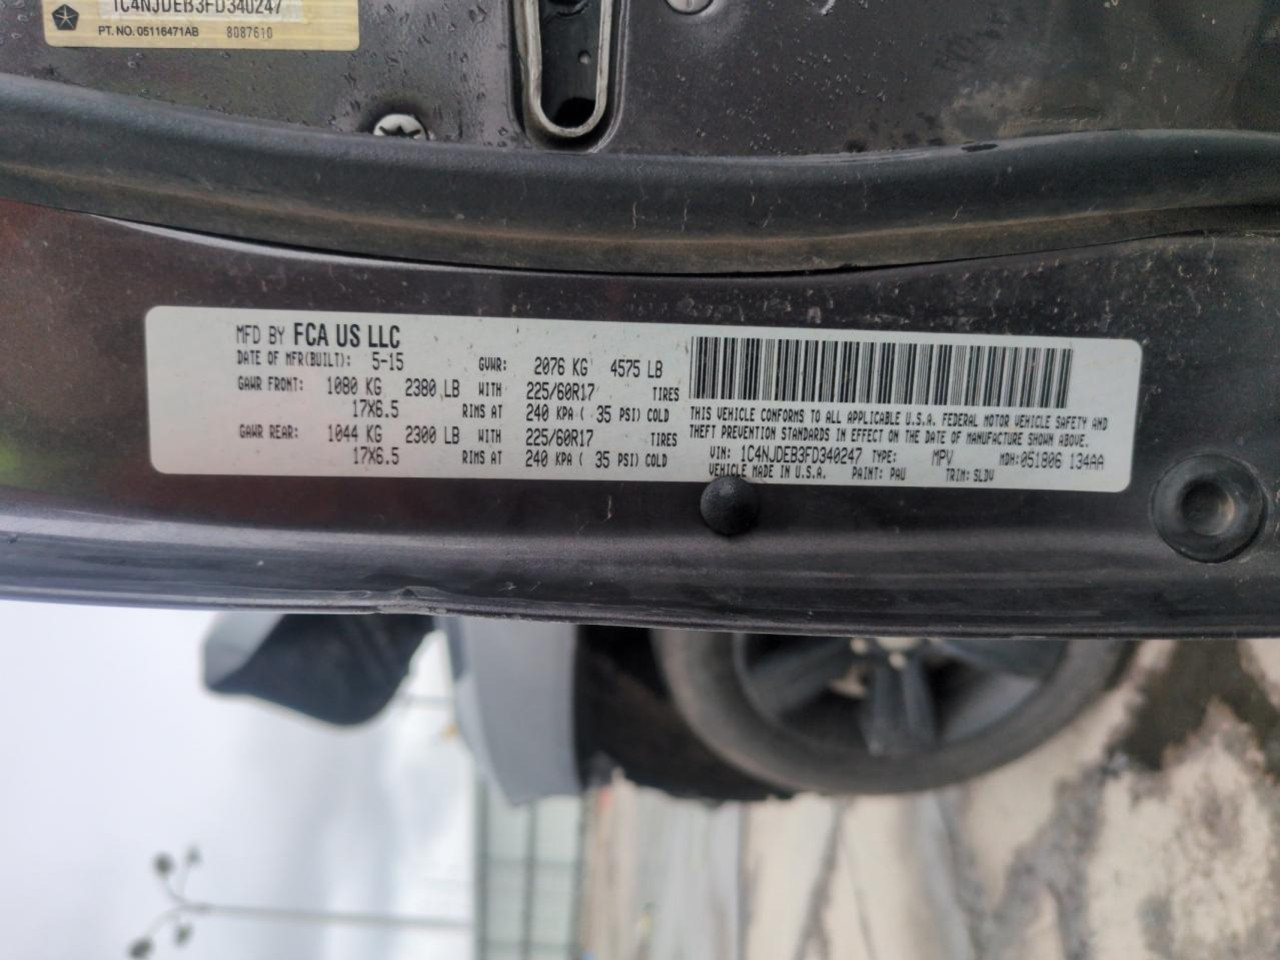 1C4NJDEB3FD340247
PT. NO. 05116471AB 8087610
MFD BY FCA US LLC
DATE OF MFR(BUILT): 5-15 GVWR: 2076 KG 4575 LB
GAWR FRONT: 1080 KG 2380 LB WITH 225/60R17 TIRES
17X6.5 RIMS AT 240 KPA ( 35 PSI) COLD
GAWR REAR: 1044 KG 2300 LB WITH 225/60R17 TIRES
17X6.5 RIMS AT 240 KPA ( 35 PSI) COLD
THIS VEHICLE CONFORMS TO ALL APPLICABLE U.S.A. FEDERAL MOTOR VEHICLE SAFETY AND
THEFT PREVENTION STANDARDS IN EFFECT ON THE DATE OF MANUFACTURE SHOWN ABOVE.
VIN: 1C4NJDEB3FD340247 TYPE: MPV MDH:051806 134AA
VEHICLE MADE IN U.S.A. PAINT: PAU TRIM: SLDV